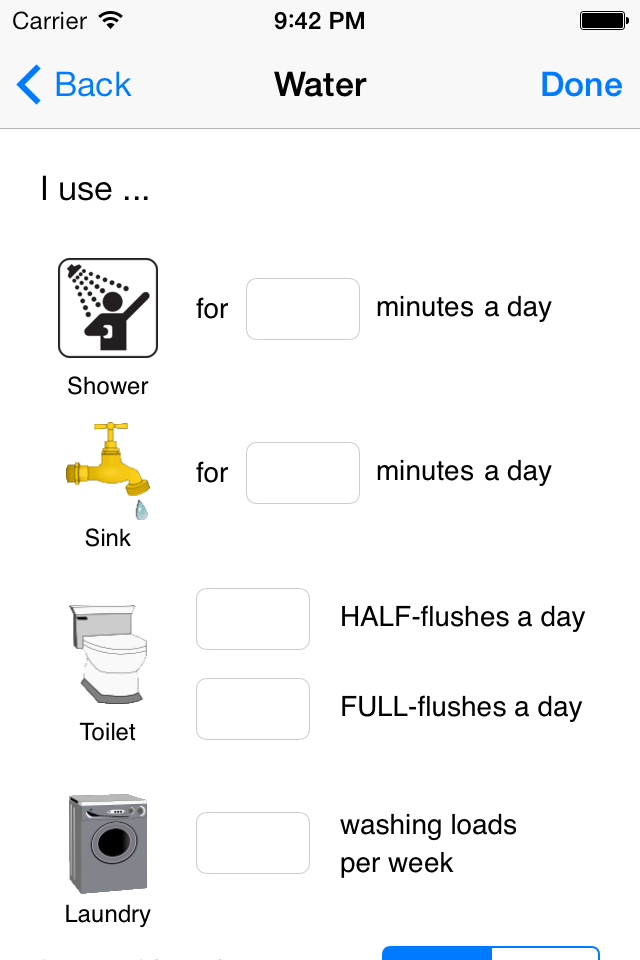 Carrier 9:42 PM
Back Water Done
I use ...
for minutes a day
Shower
for minutes a day
Sink
HALF-flushes a day
FULL-flushes a day
Toilet
washing loads
per week
Laundry